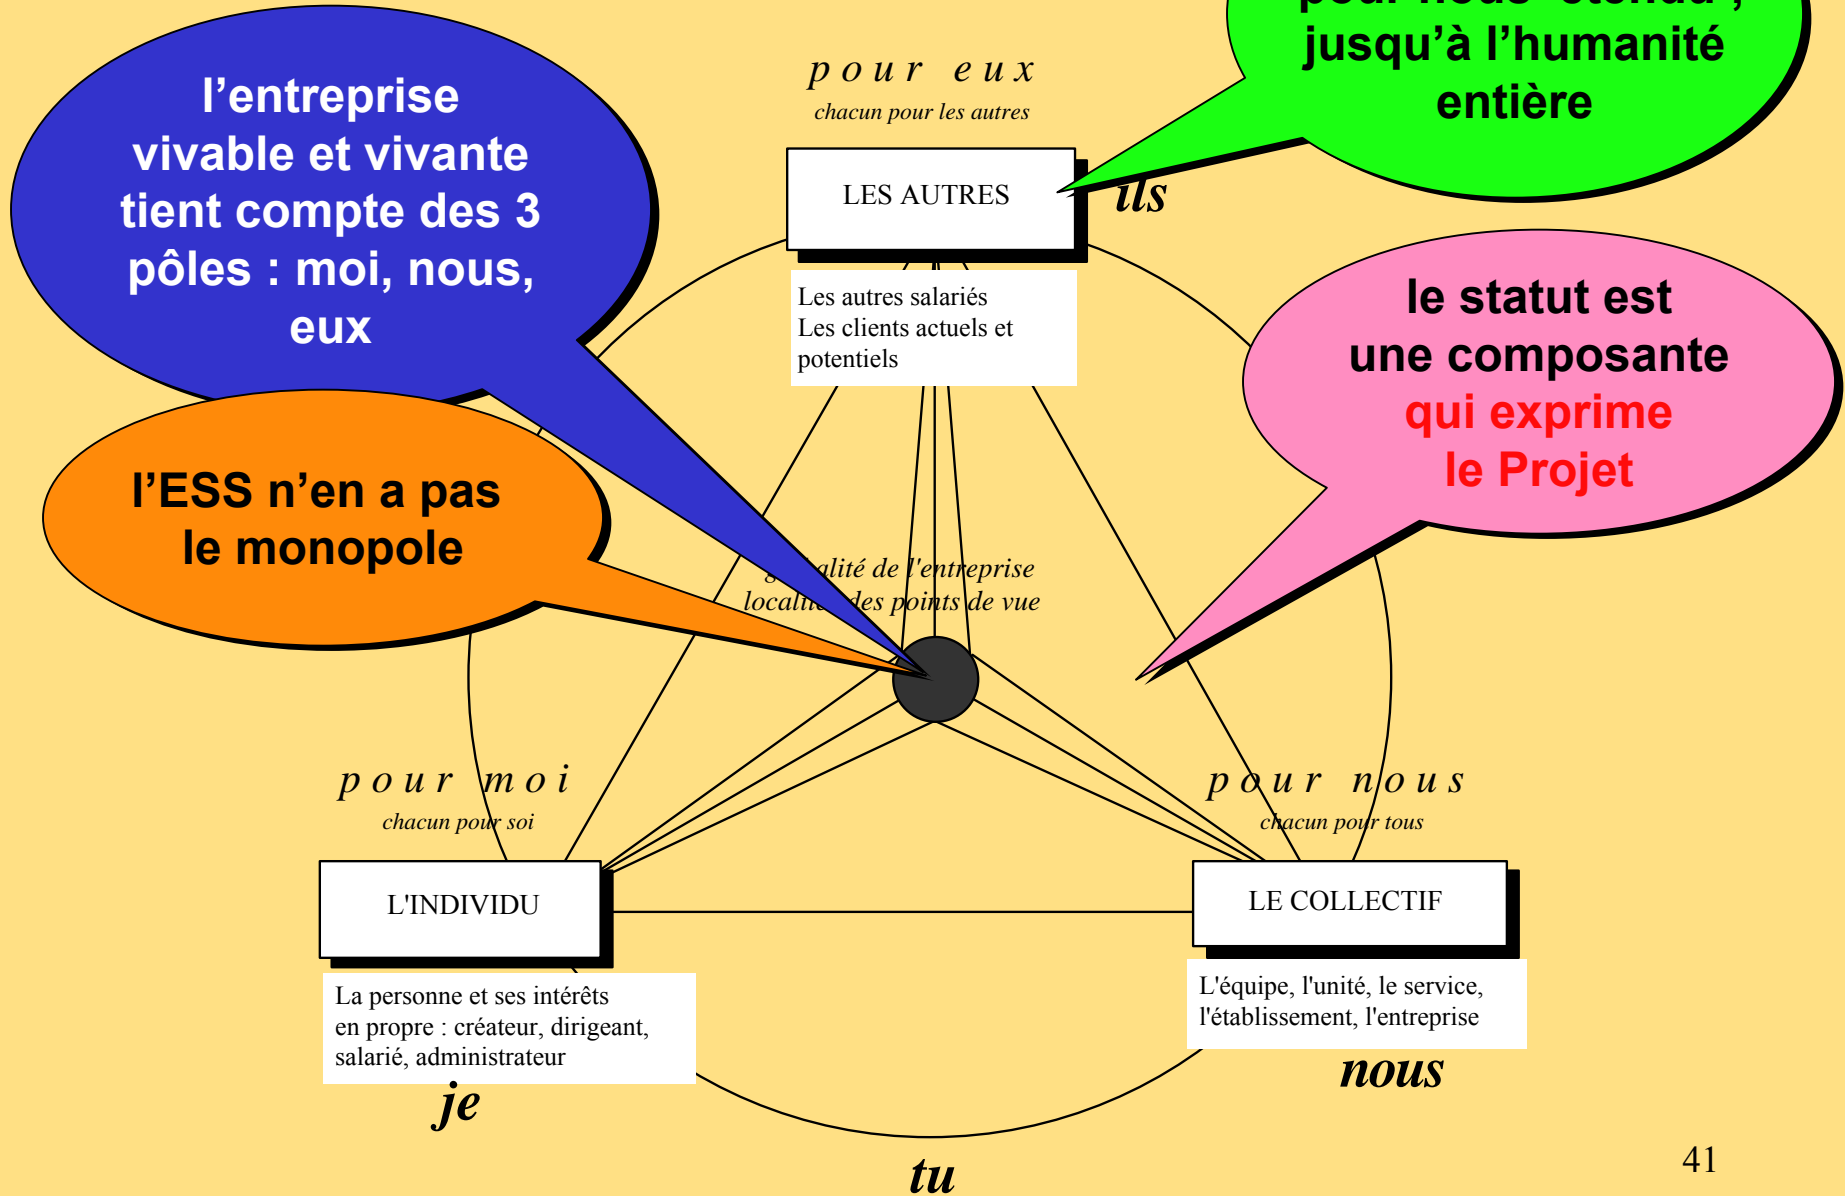 jusqu’à l’humanité
entière
pour eux
chacun pour les autres
l’entreprise
vivable et vivante
tient compte des 3
pôles : moi, nous,
eux
LES AUTRES
ils
Les autres salariés
Les clients actuels et
potentiels
le statut est
une composante
qui exprime
le Projet
l’ESS n’en a pas
le monopole
de l'entreprise
des points de vue
pour moi
chacun pour soi
pour nous
chacun pour tous
L'INDIVIDU
LE COLLECTIF
La personne et ses intérêts
en propre : créateur, dirigeant,
salarié, administrateur
L'équipe, l'unité, le service,
l'établissement, l'entreprise
je
nous
tu
41